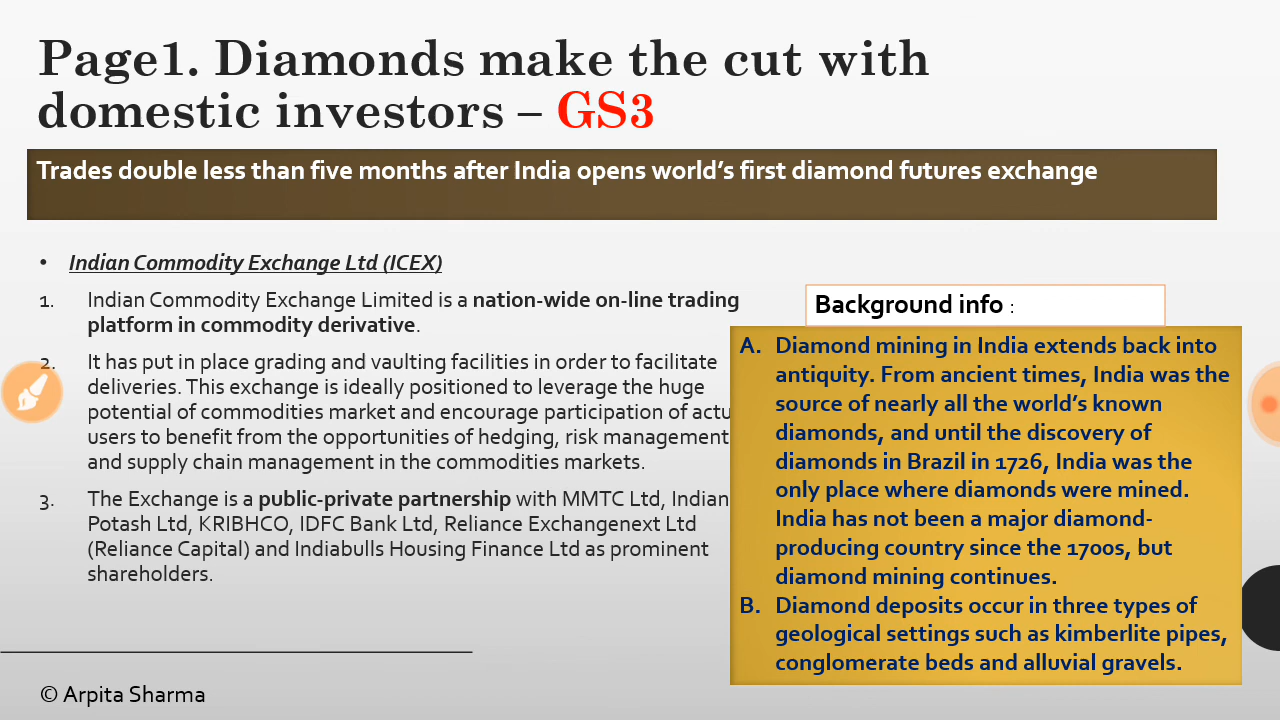 Page1. Diamonds make the cut with
domestic investors – GS3
Trades double less than five months after India opens world’s first diamond futures exchange
• Indian Commodity Exchange Ltd (ICEX)
1. Indian Commodity Exchange Limited is a nation-wide on-line trading
platform in commodity derivative.
2. It has put in place grading and vaulting facilities in order to facilitate
deliveries. This exchange is ideally positioned to leverage the huge
potential of commodities market and encourage participation of actu
users to benefit from the opportunities of hedging, risk management
and supply chain management in the commodities markets.
3. The Exchange is a public-private partnership with MMTC Ltd, Indian
Potash Ltd, KRIBHCO, IDFC Bank Ltd, Reliance Exchangenext Ltd
(Reliance Capital) and Indiabulls Housing Finance Ltd as prominent
shareholders.
Background info :
A. Diamond mining in India extends back into
antiquity. From ancient times, India was the
source of nearly all the world’s known
diamonds, and until the discovery of
diamonds in Brazil in 1726, India was the
only place where diamonds were mined.
India has not been a major diamond-
producing country since the 1700s, but
diamond mining continues.
B. Diamond deposits occur in three types of
geological settings such as kimberlite pipes,
conglomerate beds and alluvial gravels.
© Arpita Sharma